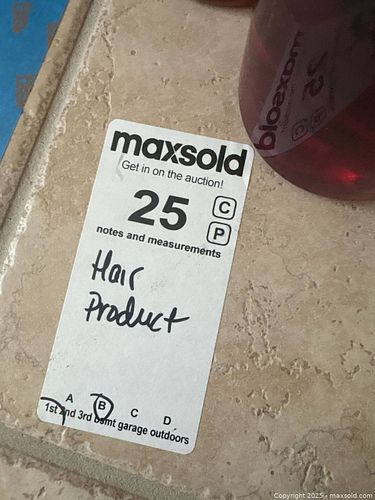 maxsold
Get in on the auction!
25
C
P
notes and measurements
Hair
Product
A B C D
1st 2nd 3rd bsmt garage outdoors
maxsold
25
C
P
Copyright 2025 - maxsold.com